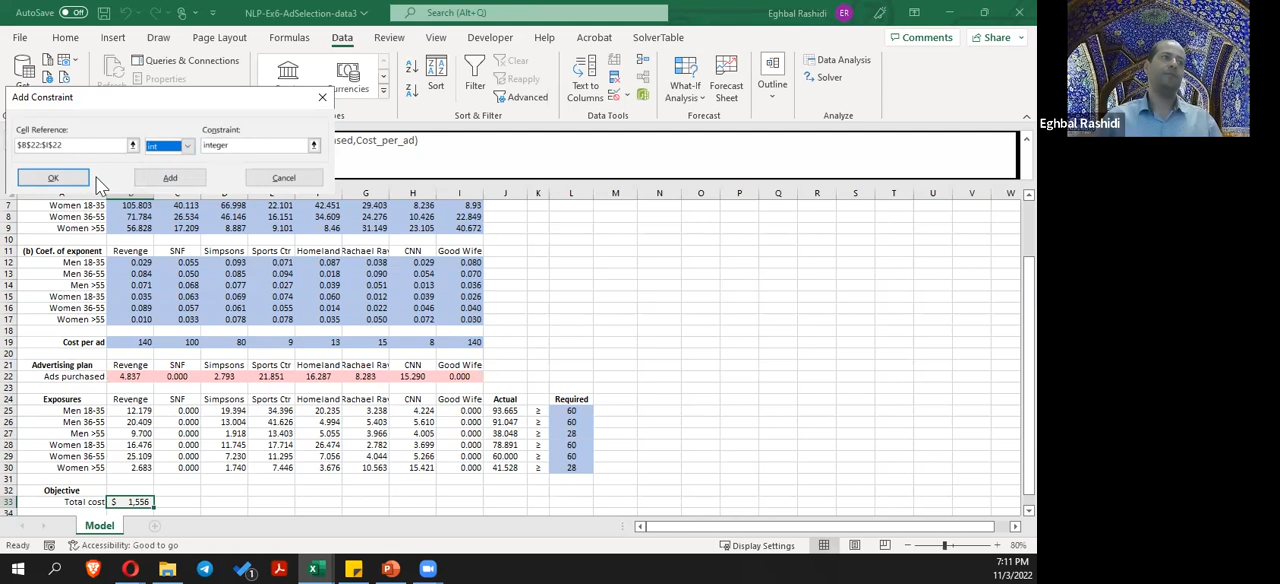 AutoSave Off NLP-Ex6-AdSelection-data3 Search (Alt+Q) Eghbal Rashidi ER
File Home Insert Draw Page Layout Formulas Data Review View Developer Help Acrobat SolverTable Comments Share
Queries & Connections Clear Data Analysis
Properties Reapply Solver
Sort Filter Advanced Text to Columns What-If Analysis Forecast Sheet Outline
Sort & Filter Data Tools Forecast Analyze
Add Constraint
Cell Reference: Constraint:
$B$22:$I$22 int integer
OK Add Cancel
Cost_per_ad)
H I J K L M N O P Q R S T U V W
7 Women 18-35 105.803 40.113 66.998 22.101 42.451 29.403 8.236 8.93
8 Women 36-55 71.784 26.534 46.146 16.151 34.609 24.276 10.426 22.849
9 Women >55 56.828 17.209 8.887 9.101 8.46 31.149 23.105 40.672
10
11 (b) Coef. of exponent Revenge SNF Simpsons Sports Ctr Homeland Rachael Ray CNN Good Wife
12 Men 18-35 0.029 0.055 0.093 0.071 0.087 0.038 0.029 0.080
13 Men 36-55 0.084 0.050 0.085 0.094 0.018 0.090 0.054 0.070
14 Men >55 0.071 0.068 0.077 0.027 0.039 0.051 0.013 0.036
15 Women 18-35 0.035 0.063 0.069 0.074 0.060 0.012 0.039 0.026
16 Women 36-55 0.089 0.057 0.061 0.055 0.014 0.022 0.046 0.040
17 Women >55 0.010 0.033 0.078 0.078 0.035 0.050 0.072 0.030
18
19 Cost per ad 140 100 80 9 13 15 8 140
20
21 Advertising plan Revenge SNF Simpsons Sports Ctr Homeland Rachael Ray CNN Good Wife
22 Ads purchased 4.837 0.000 2.793 21.851 16.287 8.283 15.290 0.000
23
24 Exposures Revenge SNF Simpsons Sports Ctr Homeland Rachael Ray CNN Good Wife Actual Required
25 Men 18-35 12.179 0.000 19.394 34.396 20.235 3.238 4.224 0.000 93.665 ≥ 60
26 Men 36-55 20.409 0.000 13.004 41.626 4.994 5.403 5.610 0.000 91.047 ≥ 60
27 Men >55 9.700 0.000 1.918 13.403 5.055 3.966 4.005 0.000 38.048 ≥ 28
28 Women 18-35 16.476 0.000 11.745 17.714 26.474 2.782 3.699 0.000 78.891 ≥ 60
29 Women 36-55 25.109 0.000 7.230 11.295 7.056 4.044 5.266 0.000 60.000 ≥ 60
30 Women >55 2.683 0.000 1.740 7.446 3.676 10.563 15.421 0.000 41.528 ≥ 28
31
32 Objective
33 Total cost $ 1,556
34
Model
Ready Accessibility: Good to go Display Settings 80%
7:11 PM
11/3/2022
Eghbal Rashidi